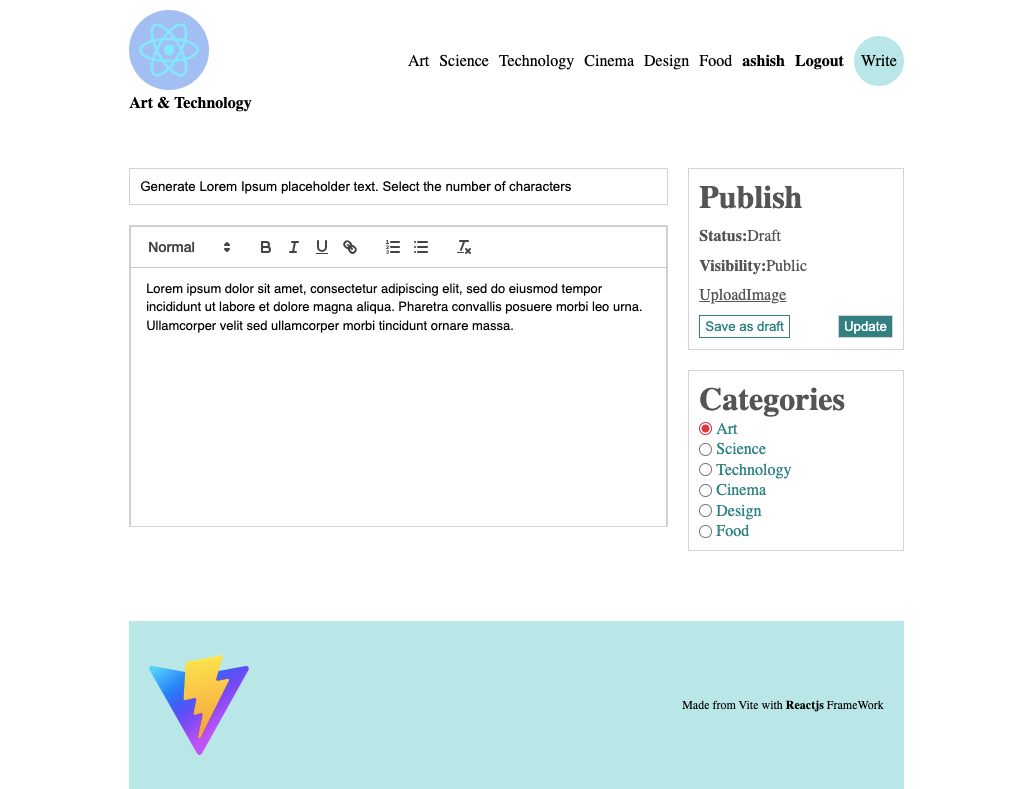 Art & Technology
Art Science Technology Cinema Design Food ashish Logout Write
Generate Lorem Ipsum placeholder text. Select the number of characters
Normal
Lorem ipsum dolor sit amet, consectetur adipiscing elit, sed do eiusmod tempor
incididunt ut labore et dolore magna aliqua. Pharetra convallis posuere morbi leo urna.
Ullamcorper velit sed ullamcorper morbi tincidunt ornare massa.
Publish
Status:Draft
Visibility:Public
UploadImage
Save as draft Update
Categories
Art
Science
Technology
Cinema
Design
Food
Made from Vite with Reactjs FrameWork